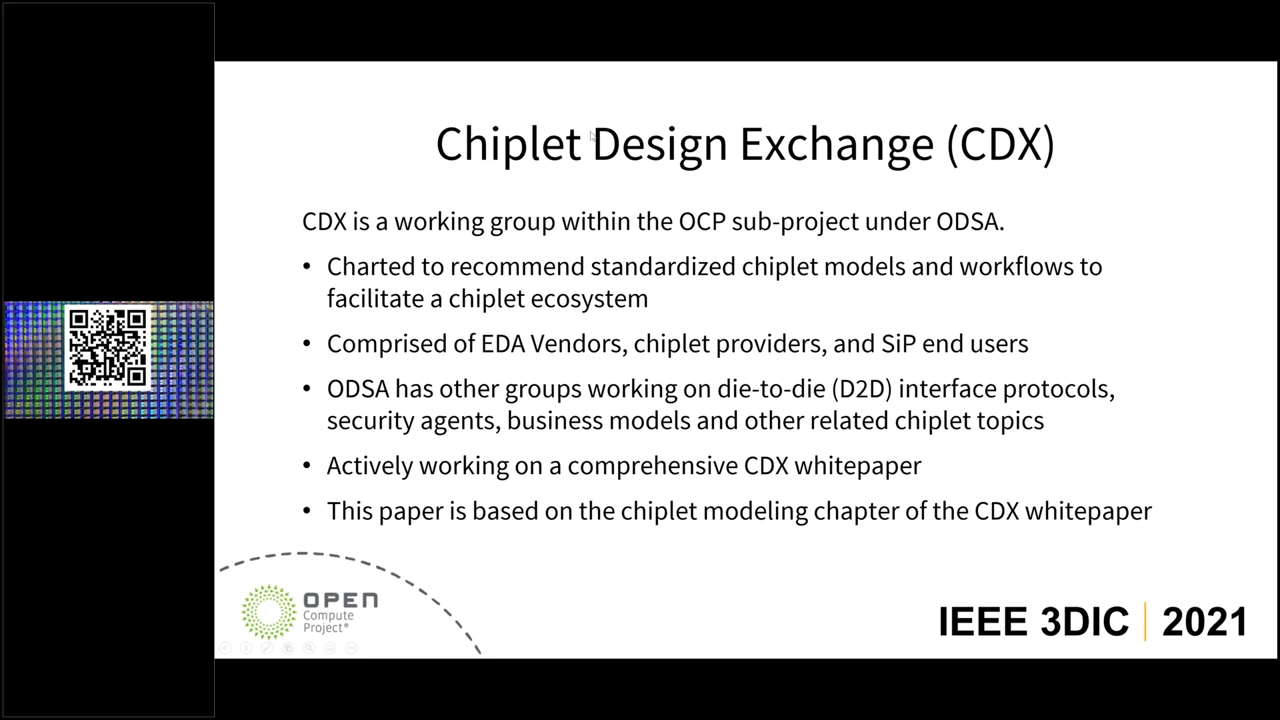 Chiplet Design Exchange (CDX)
CDX is a working group within the OCP sub-project under ODSA.
• Charted to recommend standardized chiplet models and workflows to
facilitate a chiplet ecosystem
• Comprised of EDA Vendors, chiplet providers, and SiP end users
• ODSA has other groups working on die-to-die (D2D) interface protocols,
security agents, business models and other related chiplet topics
• Actively working on a comprehensive CDX whitepaper
• This paper is based on the chiplet modeling chapter of the CDX whitepaper
OPEN
Compute
Project®
IEEE 3DIC | 2021